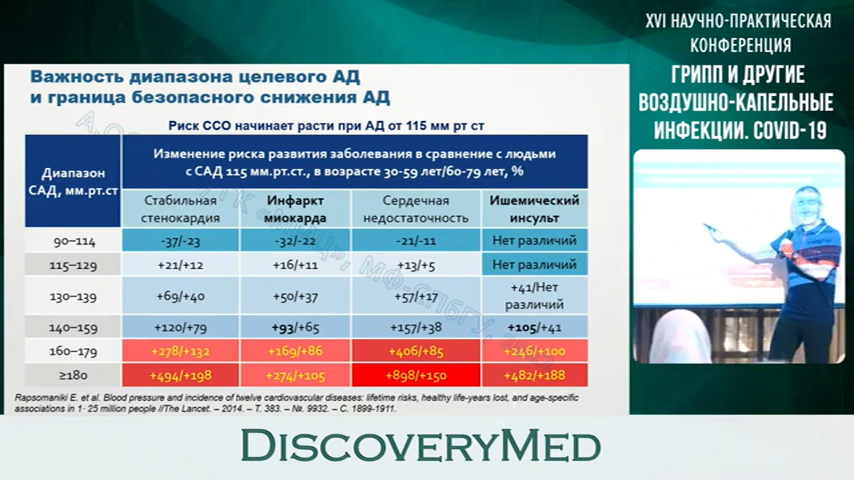 XVI НАУЧНО-ПРАКТИЧЕСКАЯ
КОНФЕРЕНЦИЯ
ГРИПП И ДРУГИЕ
ВОЗДУШНО-КАПЕЛЬНЫЕ
ИНФЕКЦИИ. COVID-19
Важность диапазона целевого АД
и граница безопасного снижения АД
Риск ССО начинает расти при АД от 115 мм рт ст
Диапазон
САД, мм.рт.ст
Изменение риска развития заболевания в сравнение с людьми
с САД 115 мм.рт.ст., в возрасте 30-59 лет/60-79 лет, %
Стабильная
стенокардия
Инфаркт
миокарда
Сердечная
недостаточность
Ишемический
инсульт
90–114 -37/-23 -32/-22 -21/-11 Нет различий
115–129 +21/+12 +16/+11 +13/+5 Нет различий
130–139 +69/+40 +50/+37 +57/+17 +41/Нет
различий
140–159 +120/+79 +93/+65 +157/+38 +105/+41
160–179 +278/+132 +169/+86 +406/+85 +246/+100
≥180 +494/+198 +274/+105 +898/+150 +482/+188
Rapsomaniki E. et al. Blood pressure and incidence of twelve cardiovascular diseases: lifetime risks, healthy life-years lost, and age-specific
associations in 1· 25 million people //The Lancet. – 2014. – Т. 383. – №. 9932. – С. 1899-1911.
DISCOVERYMED